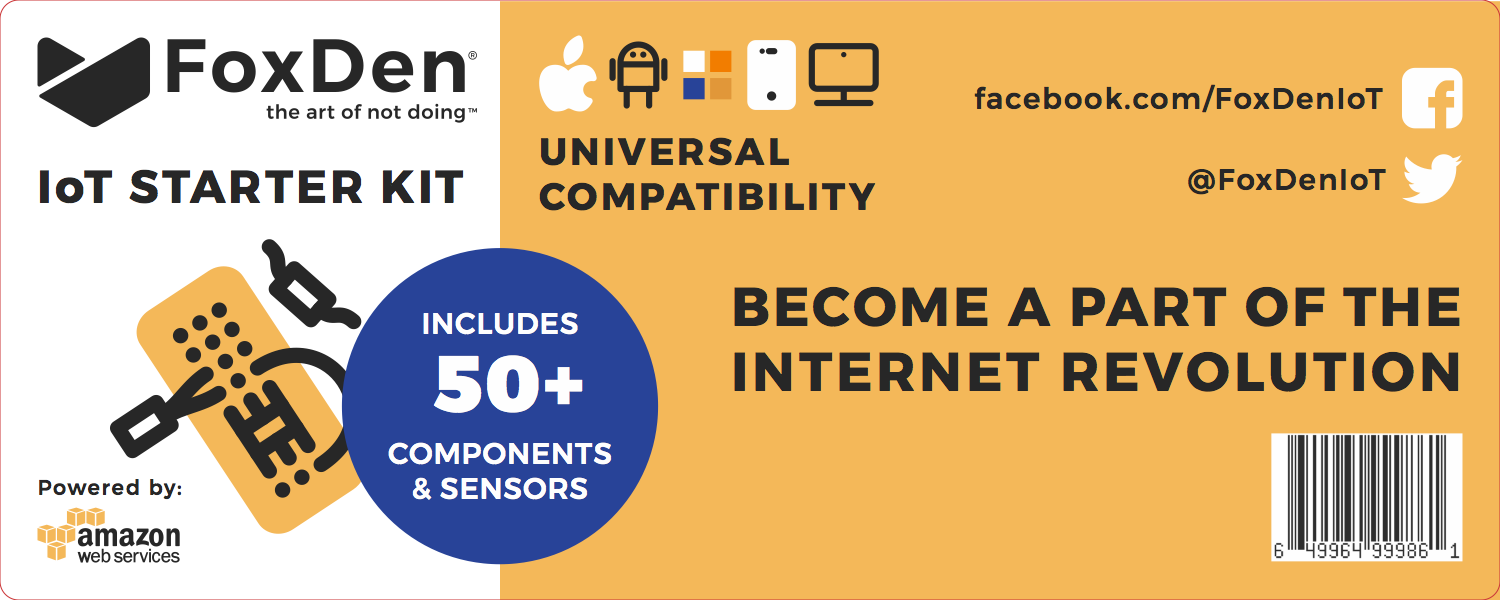 FoxDen®
the art of not doing™
IoT STARTER KIT
Powered by:
amazon
web services
INCLUDES
50+
COMPONENTS
& SENSORS
UNIVERSAL
COMPATIBILITY
facebook.com/FoxDenIoT
@FoxDenIoT
BECOME A PART OF THE
INTERNET REVOLUTION
6 49964 99986 1